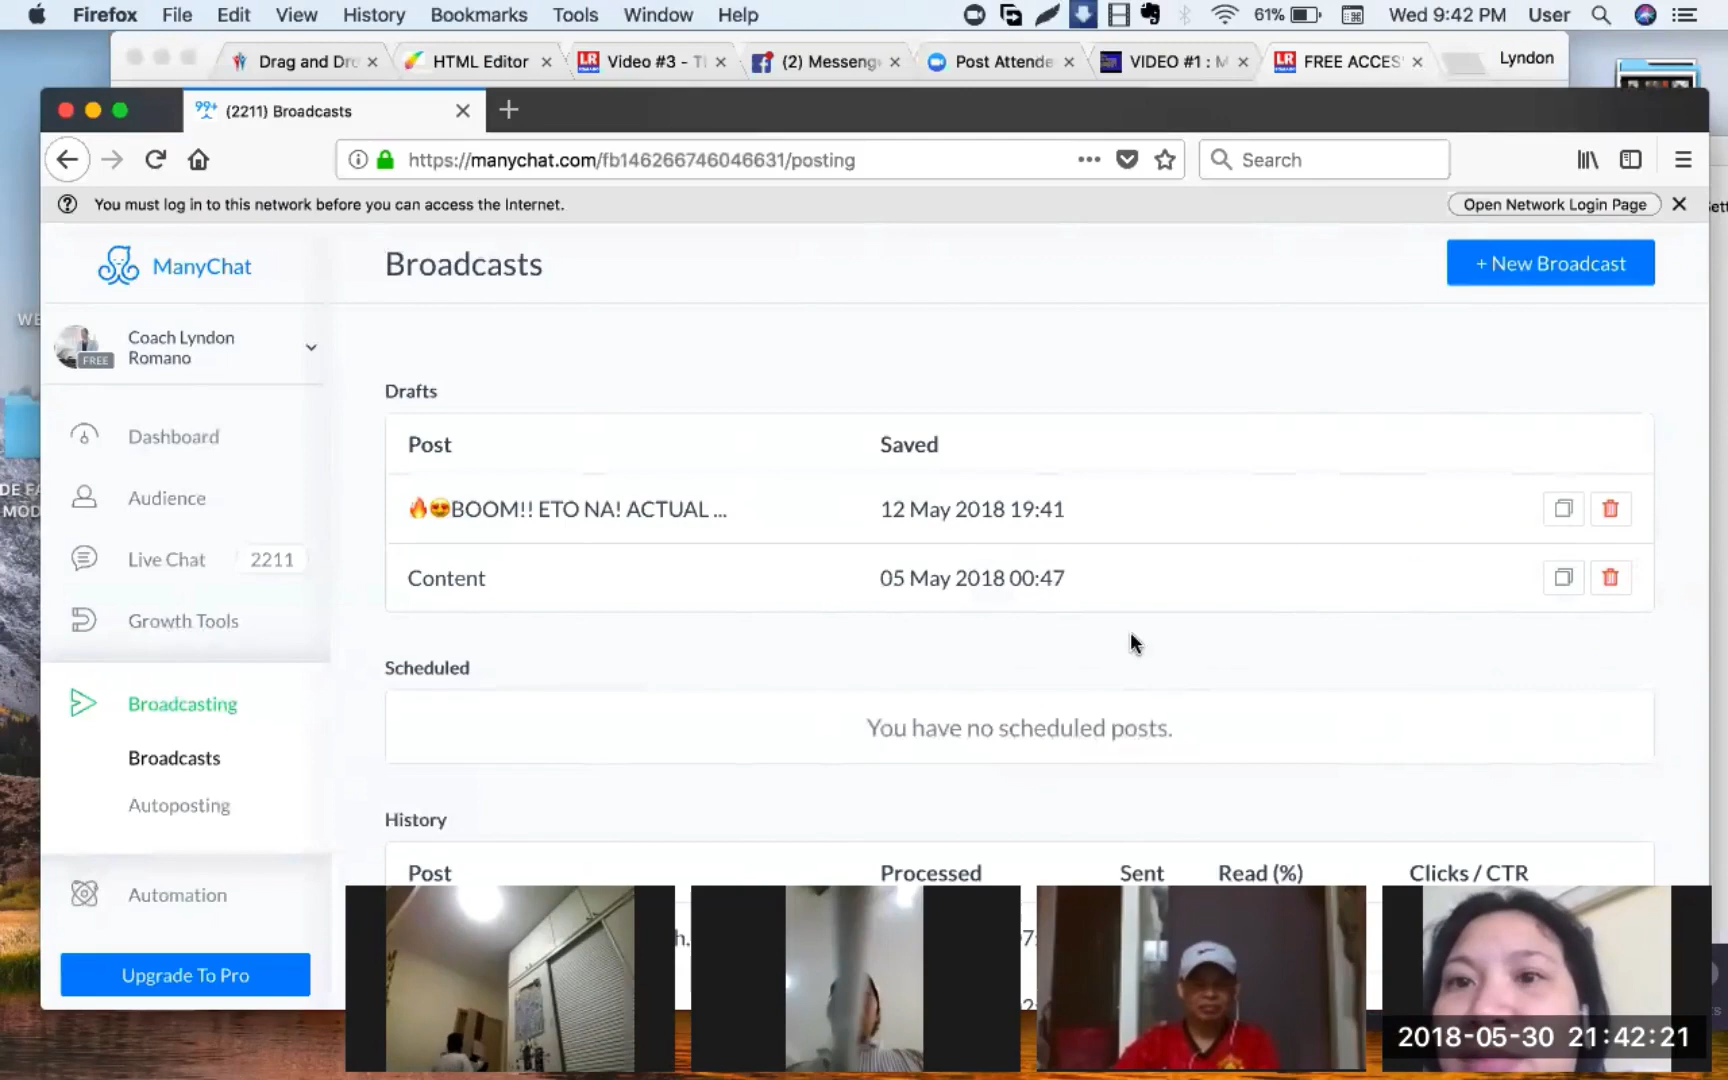 Firefox File Edit View History Bookmarks Tools Window Help 61% Wed 9:42 PM User
Drag and Dro HTML Editor Video #3 - T (2) Messeng Post Attende VIDEO #1 : M FREE ACCES Lyndon
99+ (2211) Broadcasts
https://manychat.com/fb146266746046631/posting Search
You must log in to this network before you can access the Internet. Open Network Login Page
ManyChat
Broadcasts
+ New Broadcast
Coach Lyndon
Romano
FREE
Dashboard
Audience
Live Chat 2211
Growth Tools
Broadcasting
Broadcasts
Autoposting
Automation
Upgrade To Pro
Drafts
Post Saved
🔥😍BOOM!! ETO NA! ACTUAL ... 12 May 2018 19:41
Content 05 May 2018 00:47
Scheduled
You have no scheduled posts.
History
Post Processed Sent Read (%) Clicks / CTR
2018-05-30 21:42:21